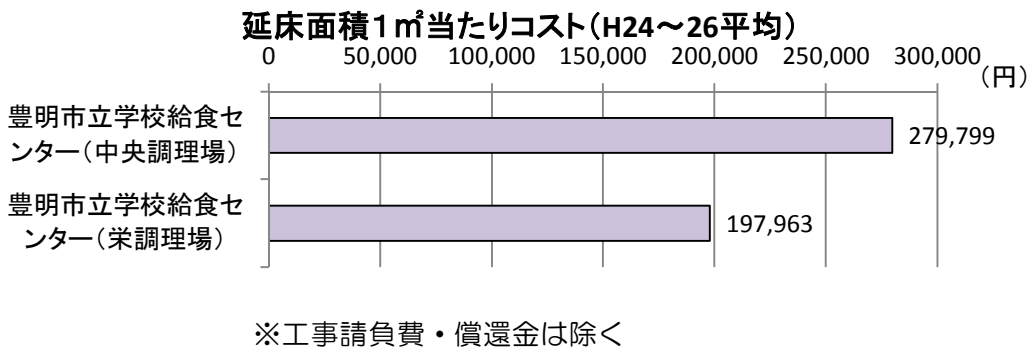 延床面積1㎡当たりコスト(H24～26平均)
0 50,000 100,000 150,000 200,000 250,000 300,000
(円)
豊明市立学校給食セ
ンター(中央調理場)
279,799
豊明市立学校給食セ
ンター(栄調理場)
197,963
※工事請負費・償還金は除く